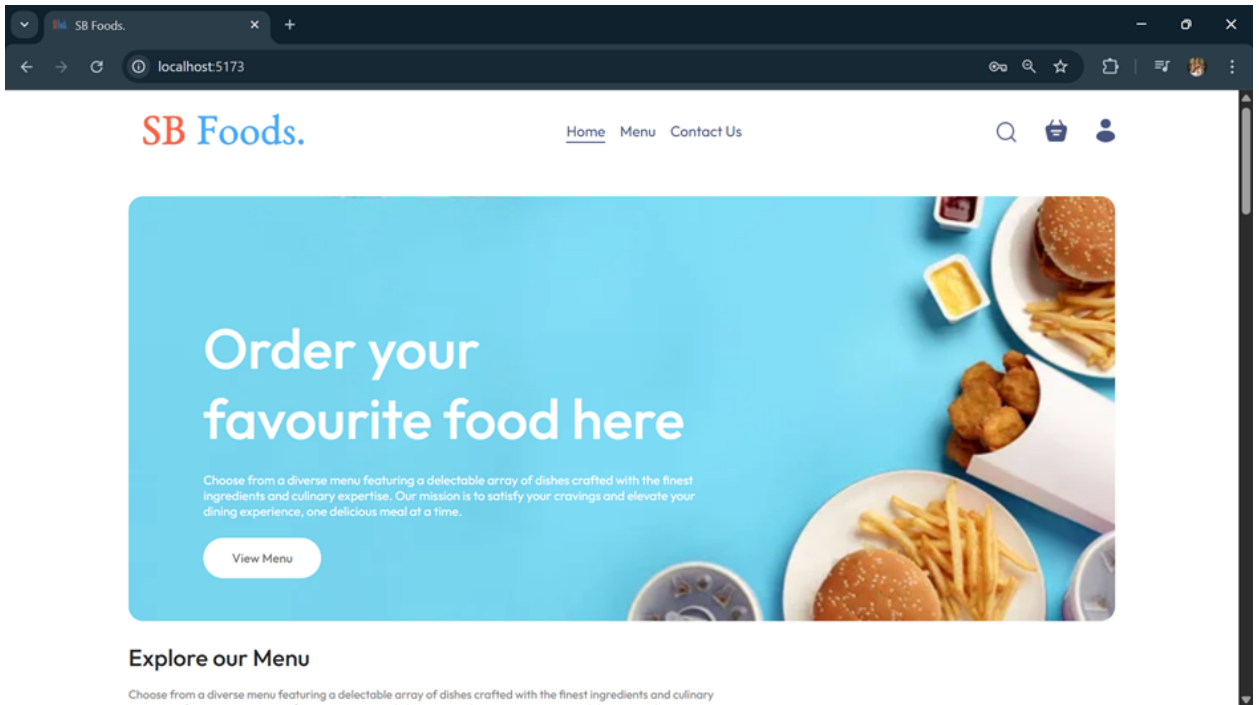 SB Foods.
localhost:5173
SB Foods.
Home Menu Contact Us
Order your
favourite food here
Choose from a diverse menu featuring a delectable array of dishes crafted with the finest
ingredients and culinary expertise. Our mission is to satisfy your cravings and elevate your
dining experience, one delicious meal at a time.
View Menu
Explore our Menu
Choose from a diverse menu featuring a delectable array of dishes crafted with the finest ingredients and culinary